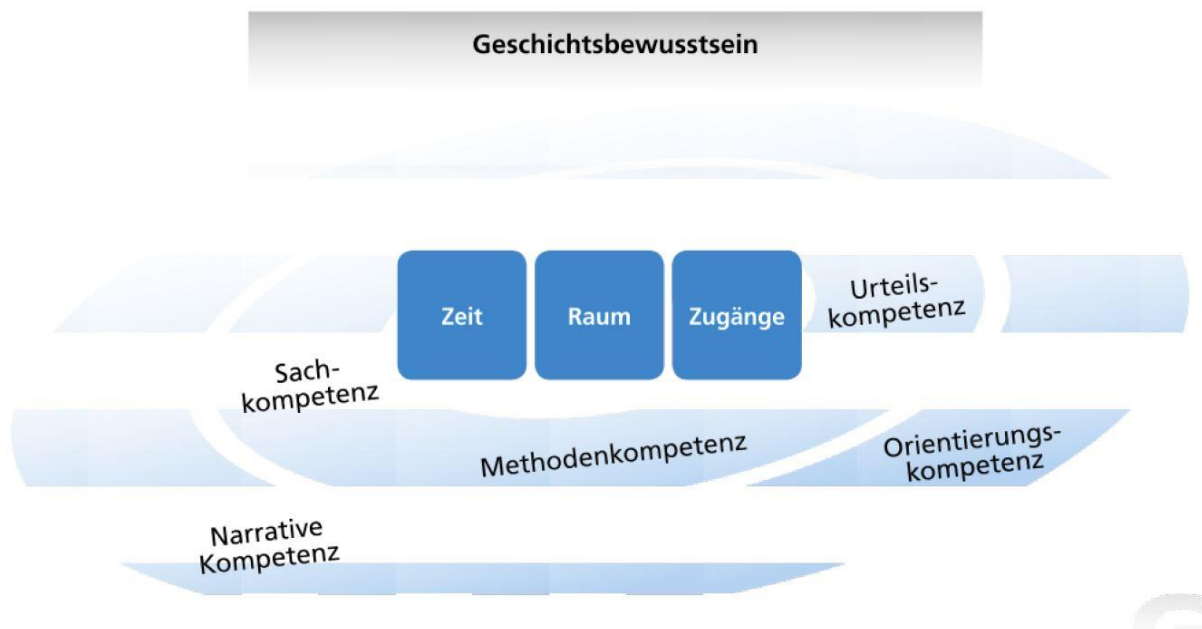 Geschichtsbewusstsein
Zeit
Raum
Zugänge
Urteils-
kompetenz
Sach-
kompetenz
Methodenkompetenz
Orientierungs-
kompetenz
Narrative
Kompetenz